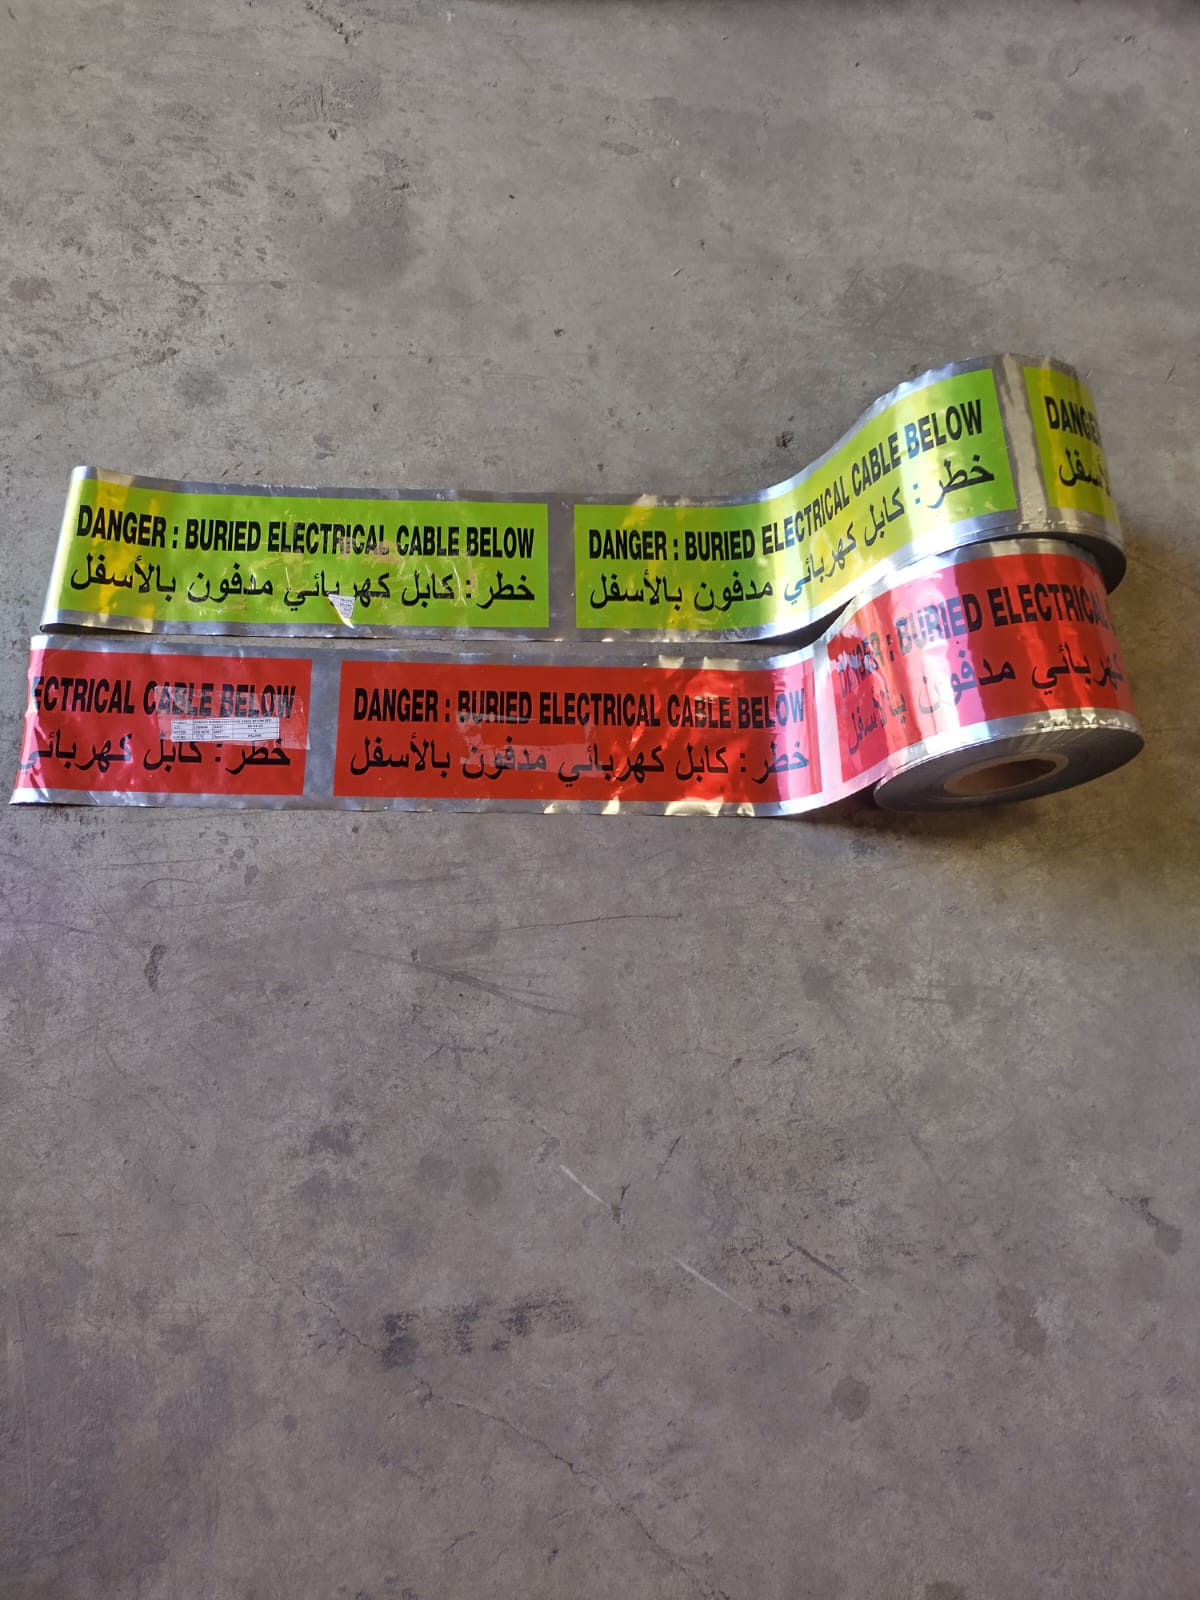 DANGER : BURIED ELECTRICAL CABLE BELOW
خطر : كابل كهربائي مدفون بالأسفل
DANGER : BURIED ELECTRICAL CABLE BELOW
خطر : كابل كهربائي مدفون بالأسفل
DANGER
بالأسفل
ECTRICAL CABLE BELOW
خطر : كابل كهربائي
DANGER : BURIED ELECTRICAL CABLE BELOW
خطر : كابل كهربائي مدفون بالأسفل
DANGER : BURIED ELECTRICAL
كهربائي مدفون بالأسفل